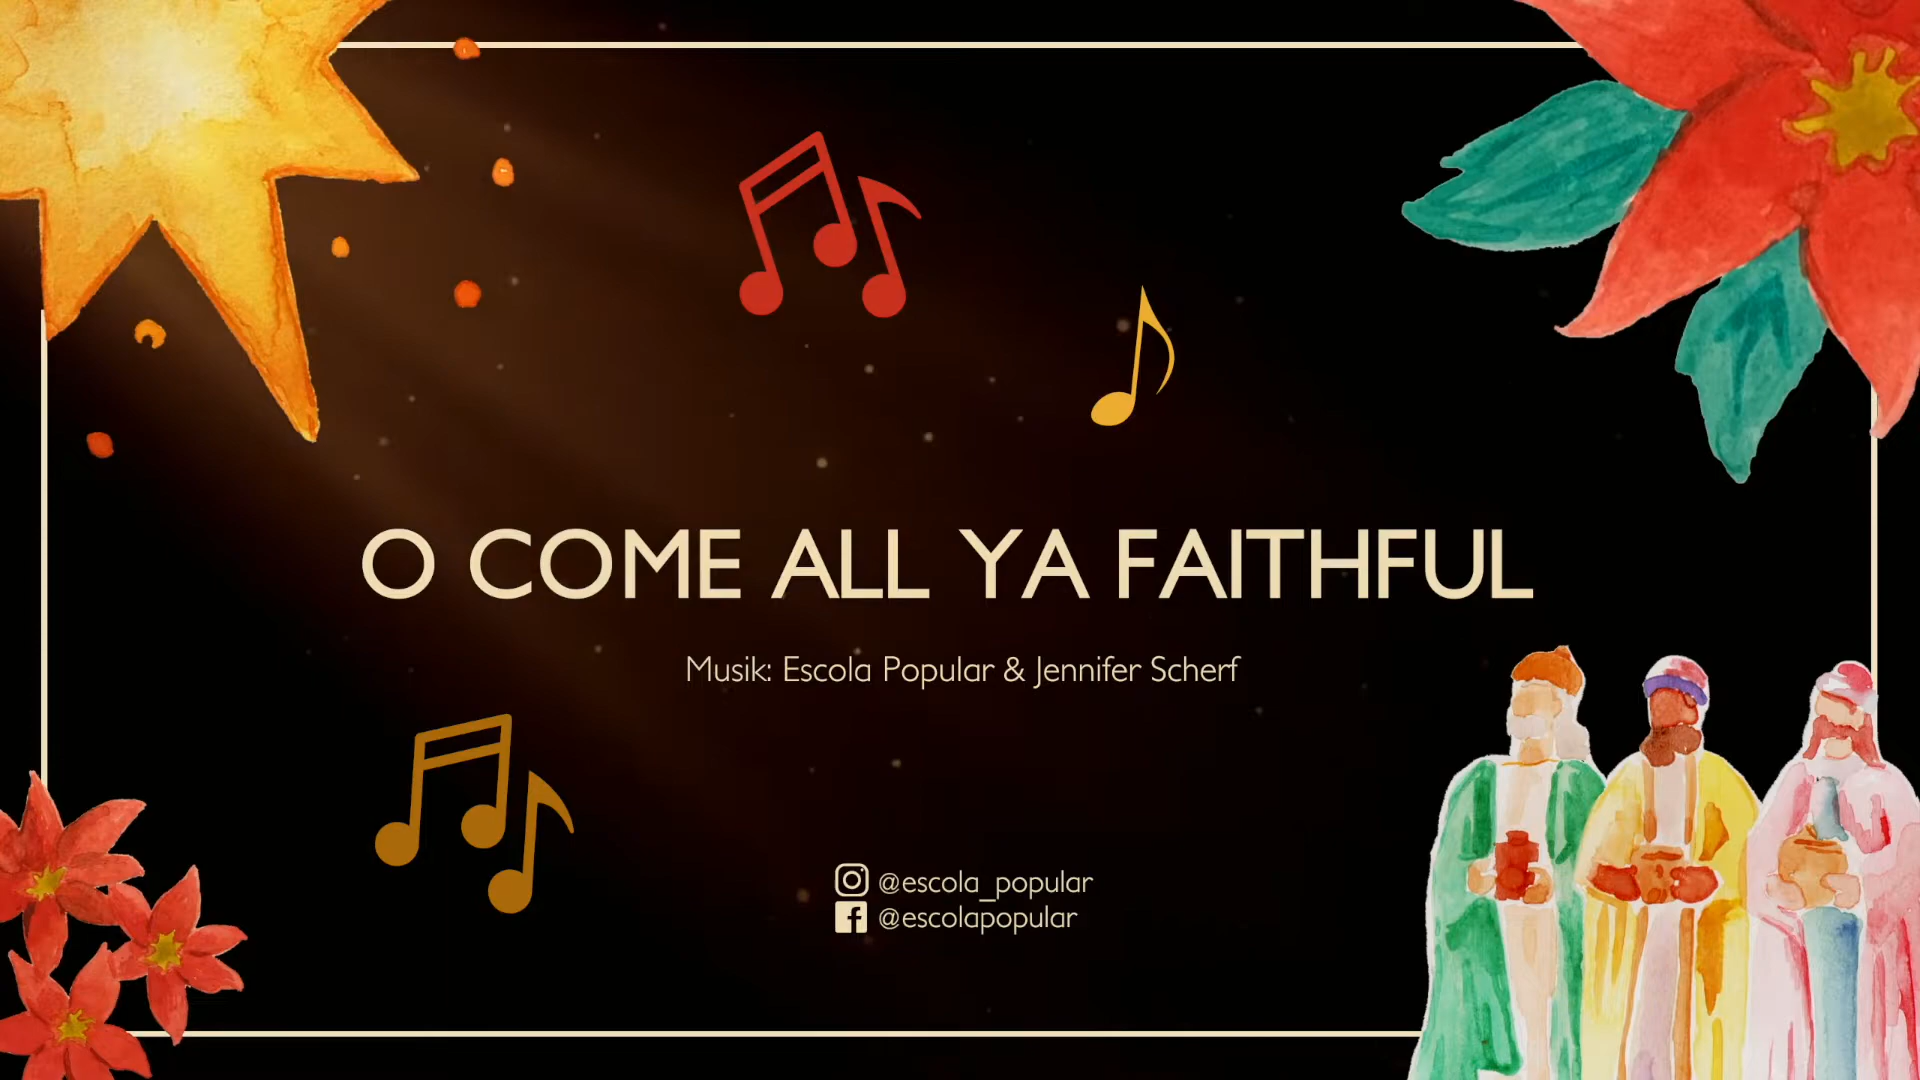 O COME ALL YA FAITHFUL
Musik: Escola Popular & Jennifer Scherf
@escola_popular
@escolapopular